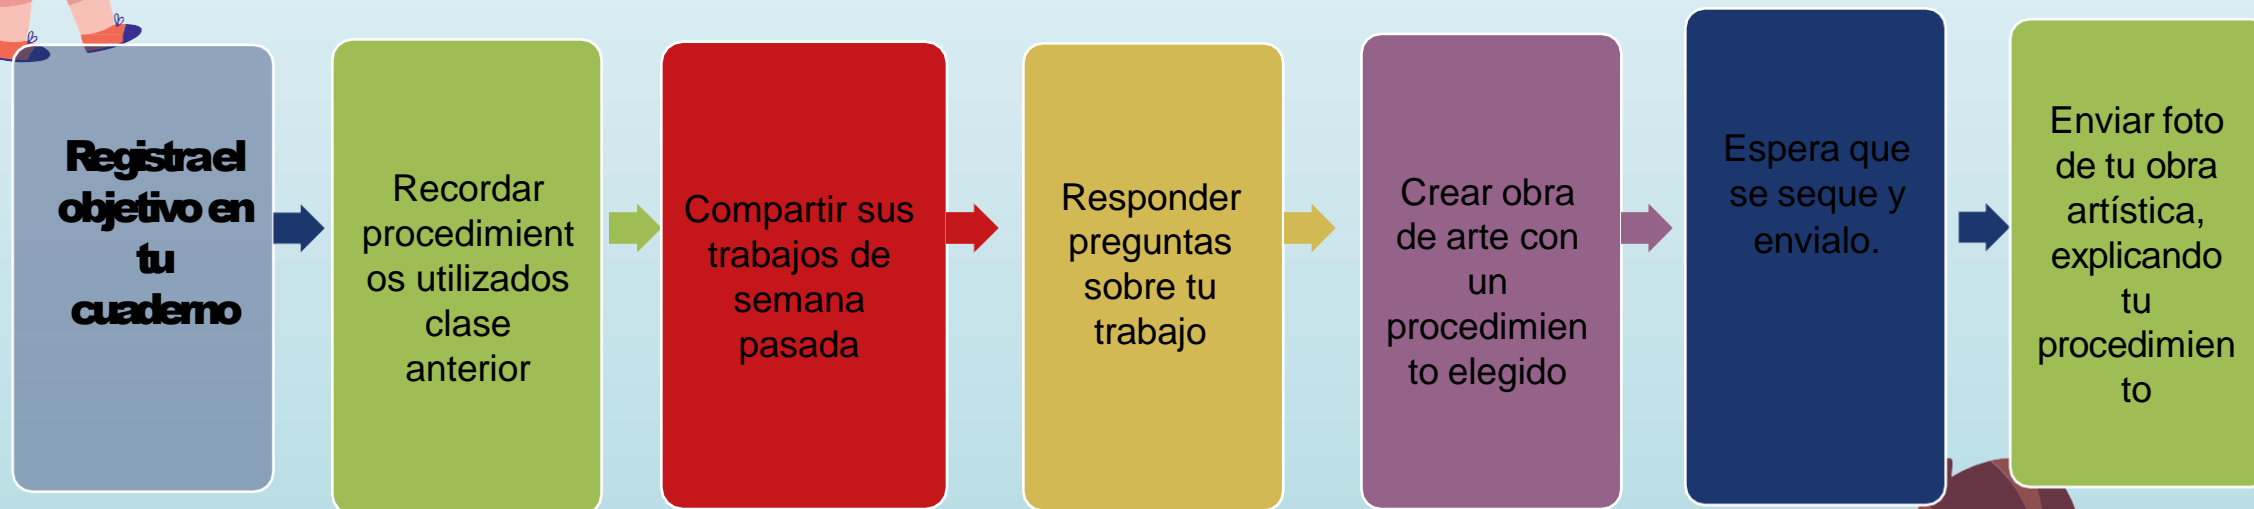 Registra el
objetivo en
tu
cuaderno
Recordar
procedimient
os utilizados
clase
anterior
Compartir sus
trabajos de
semana
pasada
Responder
preguntas
sobre tu
trabajo
Crear obra
de arte con
un
procedimien
to elegido
Espera que
se seque y
envialo.
Enviar foto
de tu obra
artística,
explicando
tu
procedimien
to